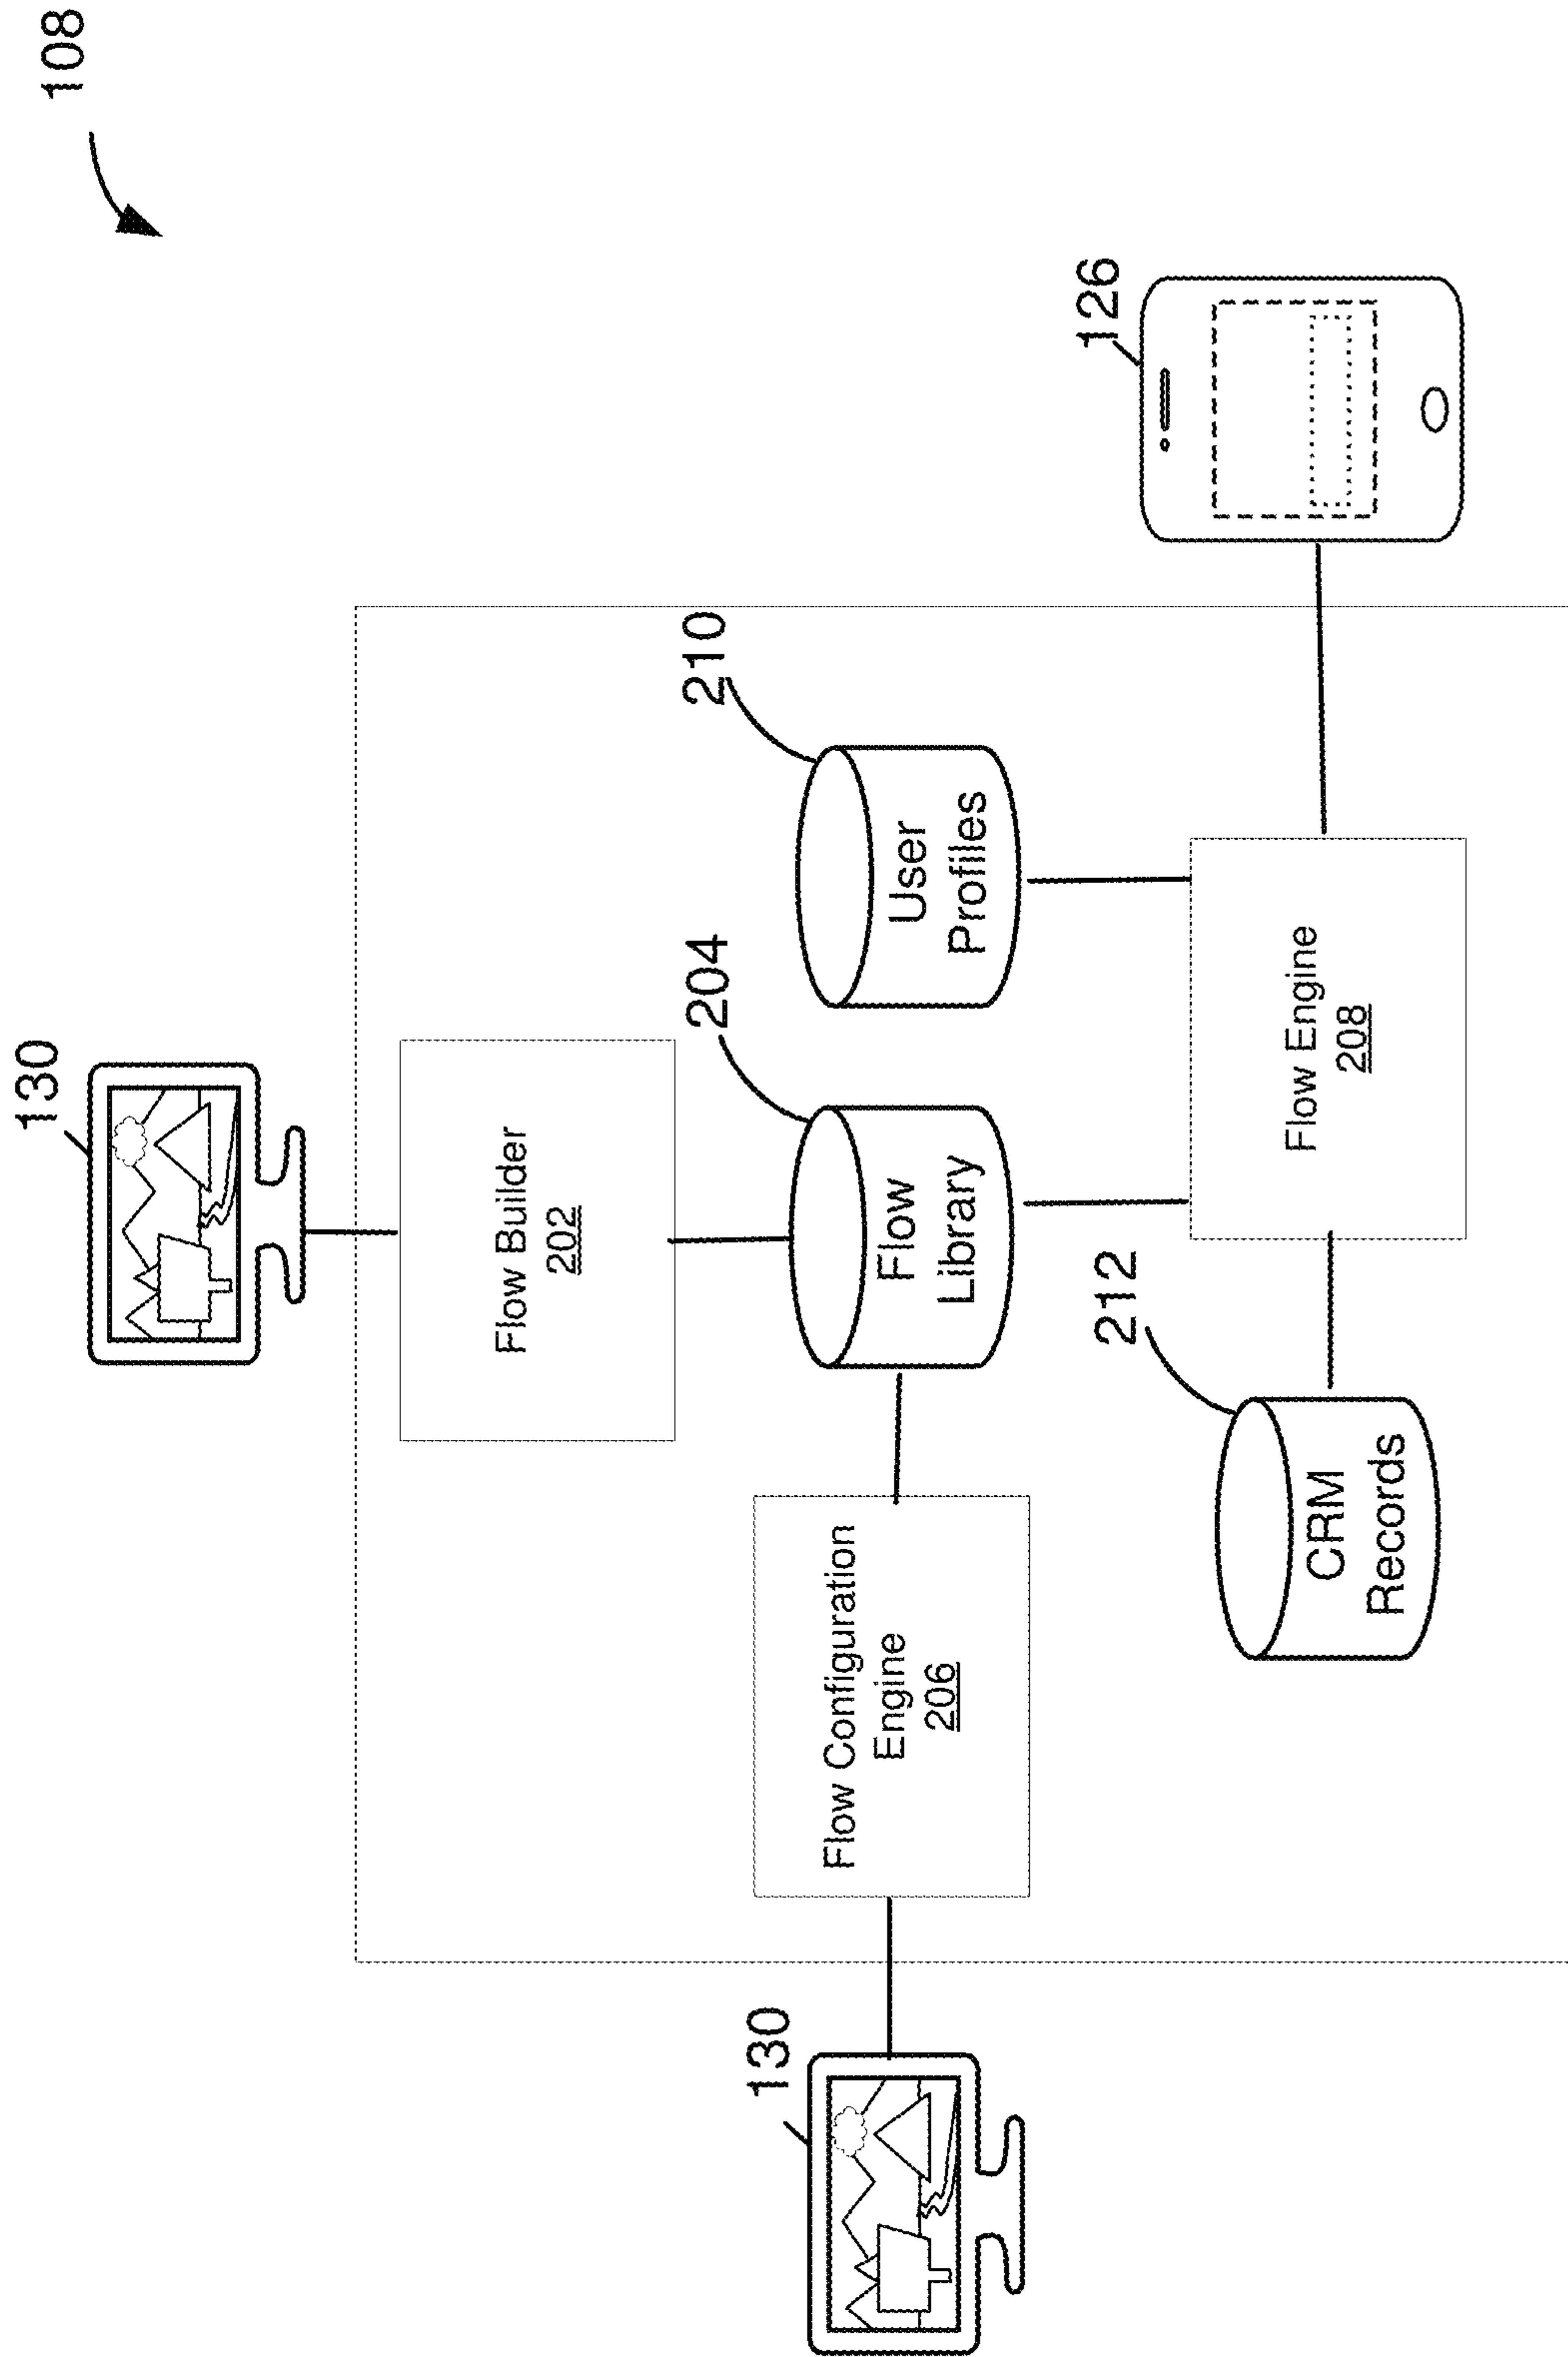 108
130
Flow Builder
202
130
Flow Configuration
Engine
206
204
Flow
Library
210
User
Profiles
212
CRM
Records
Flow Engine
208
126